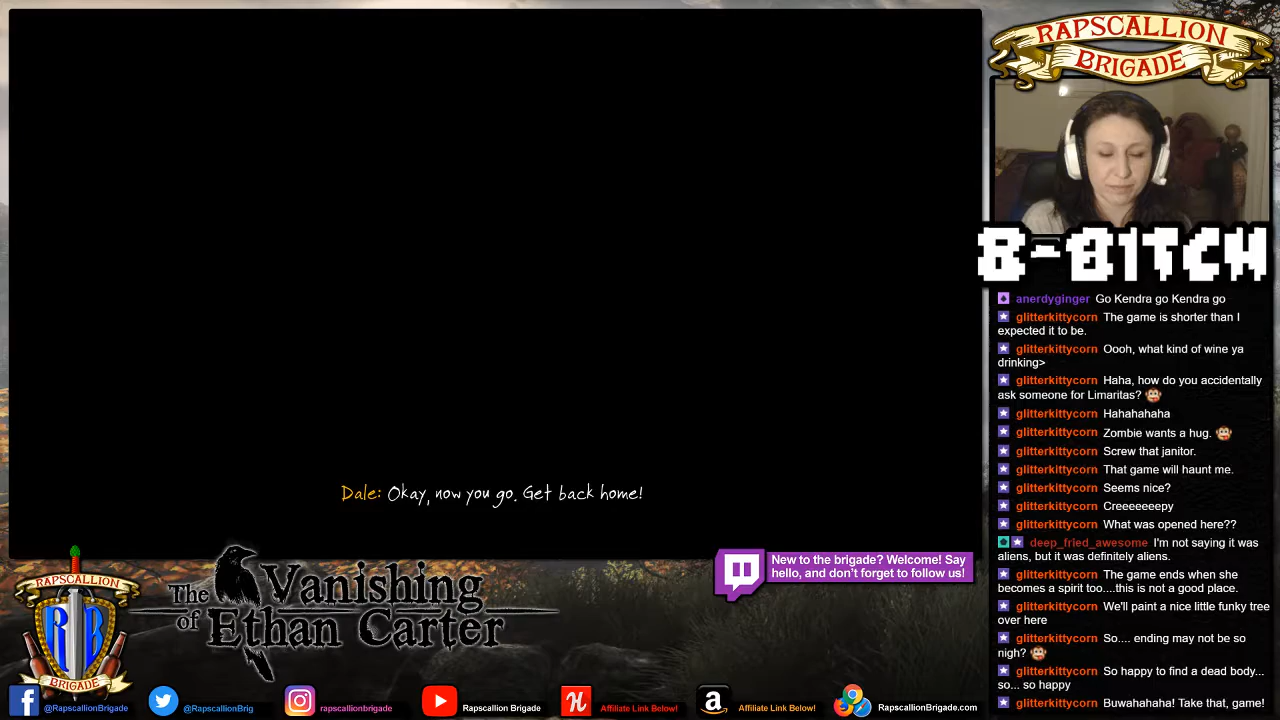 RAPSCALLION
BRIGADE
8-B1TCH
anerdyginger Go Kendra go Kendra go
glitterkittycorn The game is shorter than I
expected it to be.
glitterkittycorn Oooh, what kind of wine ya
drinking>
glitterkittycorn Haha, how do you accidentally
ask someone for Limaritas?
glitterkittycorn Hahahahaha
glitterkittycorn Zombie wants a hug.
glitterkittycorn Screw that janitor.
glitterkittycorn That game will haunt me.
glitterkittycorn Seems nice?
glitterkittycorn Creeeeeeepy
glitterkittycorn What was opened here??
deep_fried_awesome I'm not saying it was
aliens, but it was definitely aliens.
glitterkittycorn The game ends when she
becomes a spirit too....this is not a good place.
glitterkittycorn We'll paint a nice little funky tree
over here
glitterkittycorn So.... ending may not be so
nigh?
glitterkittycorn So happy to find a dead body...
so... so happy
glitterkittycorn Buwahahaha! Take that, game!
Dale: Okay, now you go. Get back home!
New to the brigade? Welcome! Say
hello, and don't forget to follow us!
RAPSCALLION
RB
BRIGADE
The Vanishing
of Ethan Carter
@RapscallionBrigade
@RapscallionBrig
rapscallionbrigade
Rapscallion Brigade
Affiliate Link Below!
Affiliate Link Below!
RapscallionBrigade.com